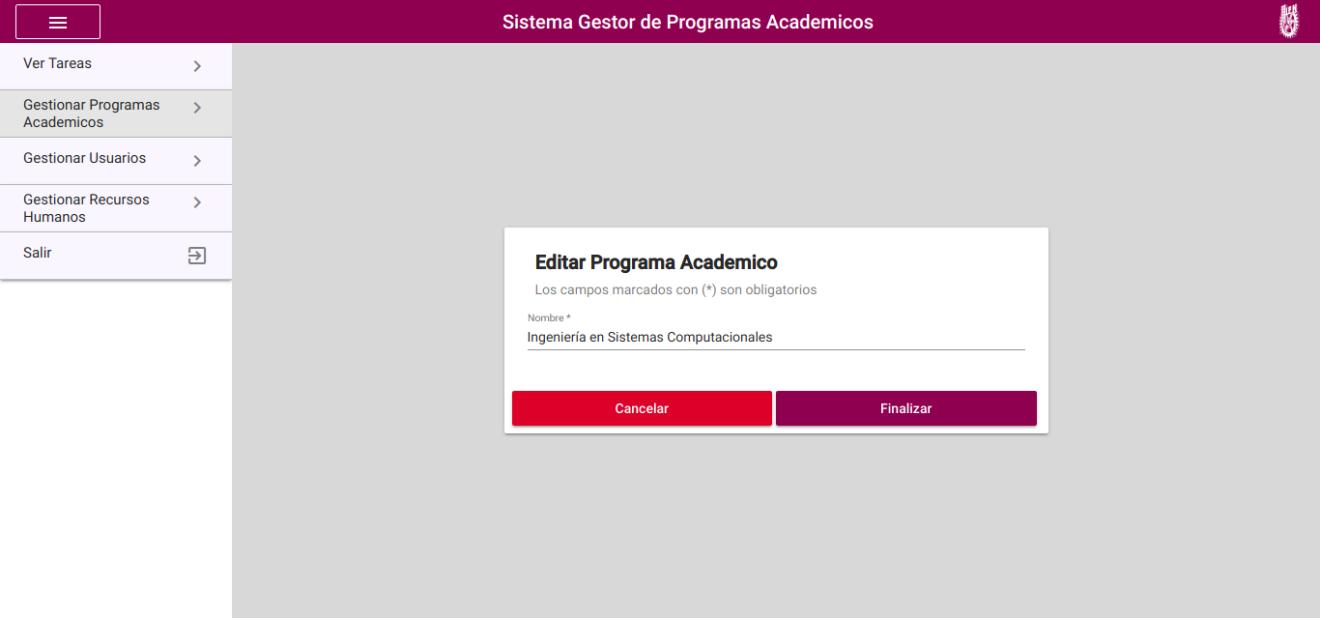 Sistema Gestor de Programas Academicos
Ver Tareas
Gestionar Programas
Academicos
Gestionar Usuarios
Gestionar Recursos
Humanos
Salir
Editar Programa Academico
Los campos marcados con (*) son obligatorios
Nombre *
Ingeniería en Sistemas Computacionales
Cancelar
Finalizar